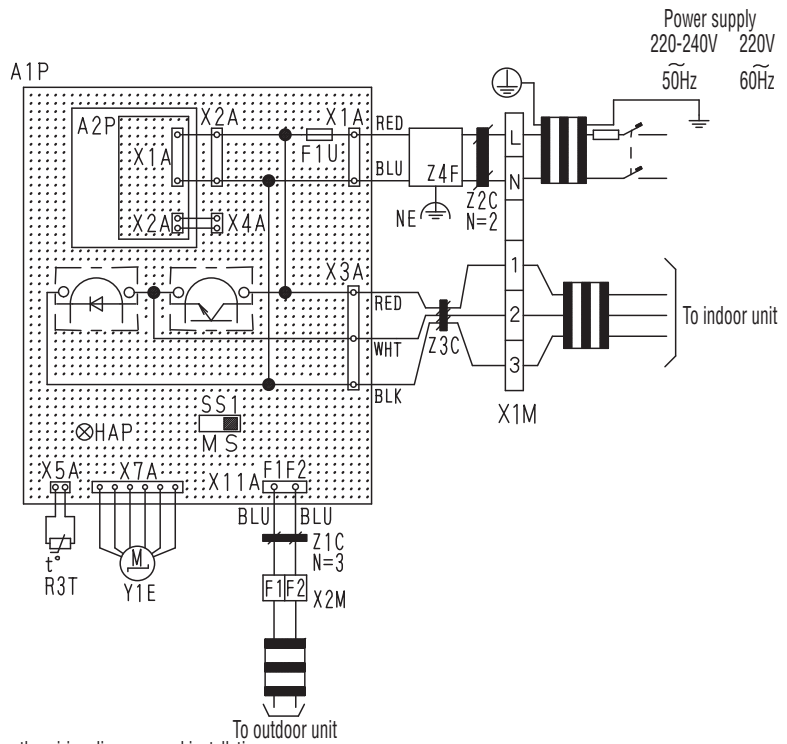 Power supply
220-240V 220V
~ ~
50Hz 60Hz
A1P
A2P
X2A
X1A
RED
X1A
F1U
BLU
Z4F
L
N
X2A
X4A
NE
Z2C
N=2
X3A
1
RED
2
To indoor unit
WHT
Z3C
3
BLK
X1M
SS1
HAP
M S
X5A
X7A
X11A
F1F2
BLU
BLU
Z1C
N=3
t°
M
R3T
Y1E
F1 F2
X2M
To outdoor unit